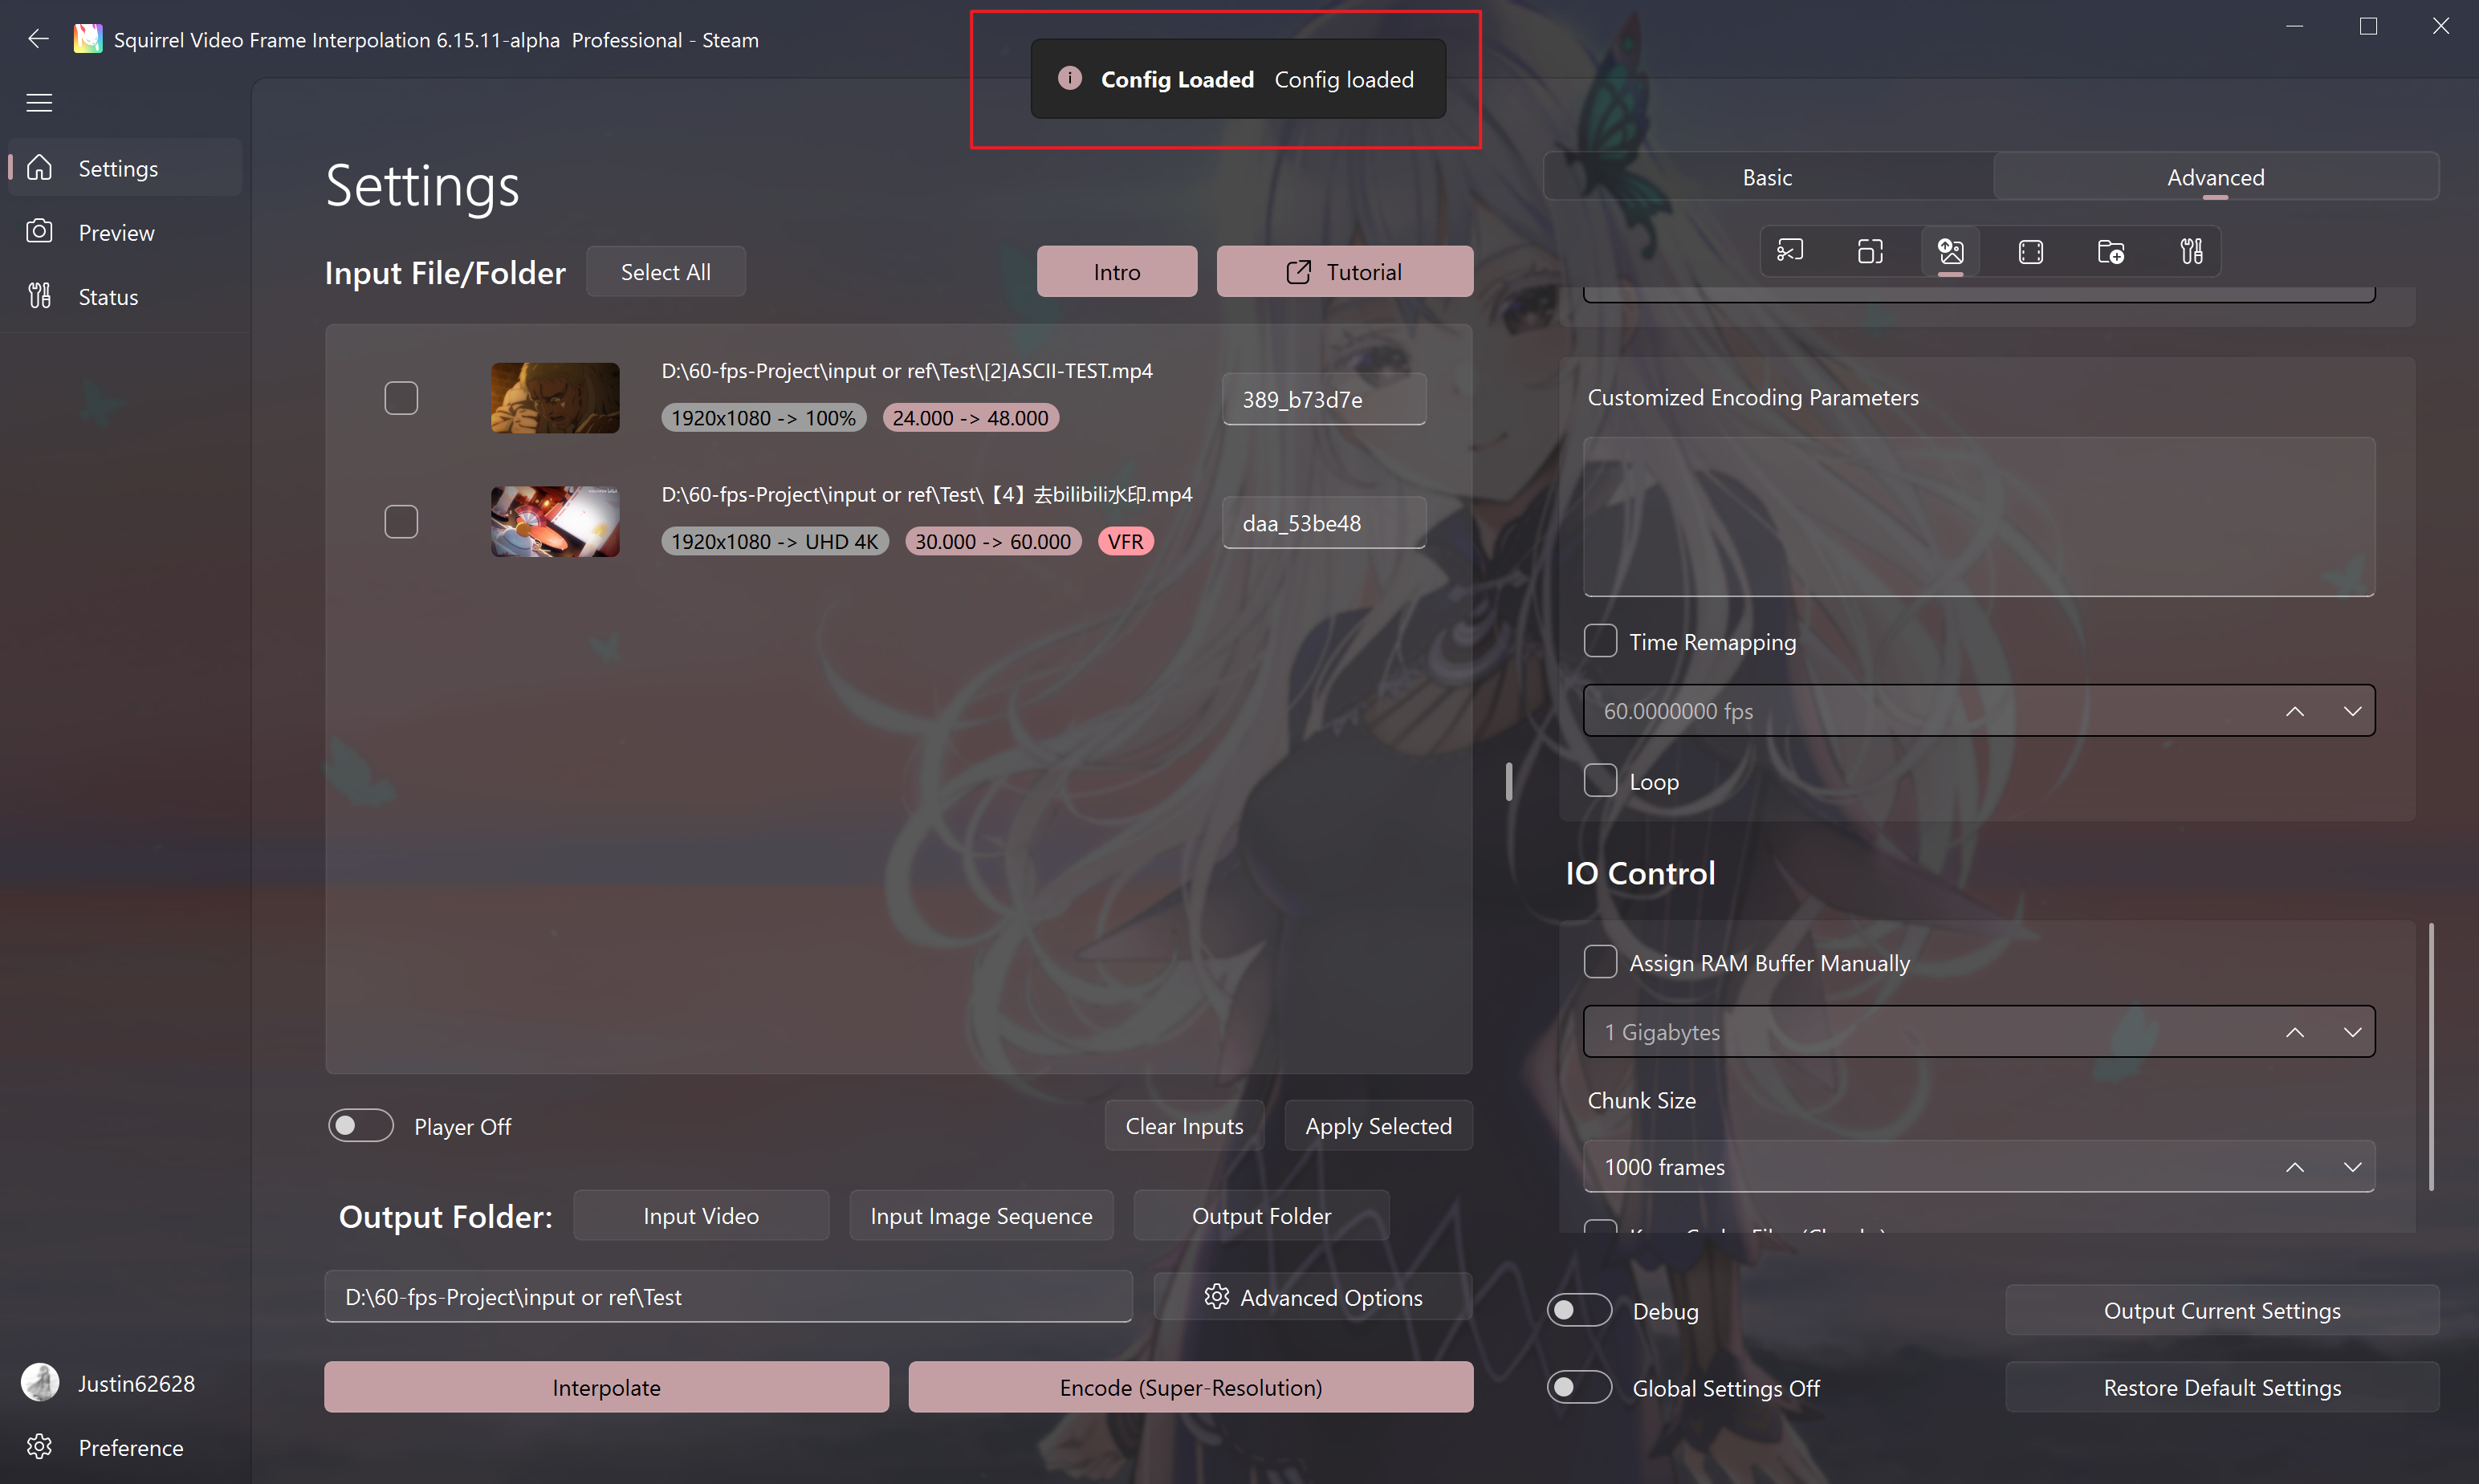 Squirrel Video Frame Interpolation 6.15.11-alpha  Professional - Steam
Config Loaded Config loaded
Settings
Preview
Status
Settings
Input File/Folder
Select All
Intro
Tutorial
D:\60-fps-Project\input or ref\Test\[2]ASCII-TEST.mp4
1920x1080 -> 100%
24.000 -> 48.000
389_b73d7e
D:\60-fps-Project\input or ref\Test\【4】去bilibili水印.mp4
1920x1080 -> UHD 4K
30.000 -> 60.000
VFR
daa_53be48
Player Off
Clear Inputs
Apply Selected
Output Folder:
Input Video
Input Image Sequence
Output Folder
D:\60-fps-Project\input or ref\Test
Advanced Options
Interpolate
Encode (Super-Resolution)
Basic
Advanced
Customized Encoding Parameters
Time Remapping
60.0000000 fps
Loop
IO Control
Assign RAM Buffer Manually
1 Gigabytes
Chunk Size
1000 frames
Debug
Output Current Settings
Global Settings Off
Restore Default Settings
Justin62628
Preference